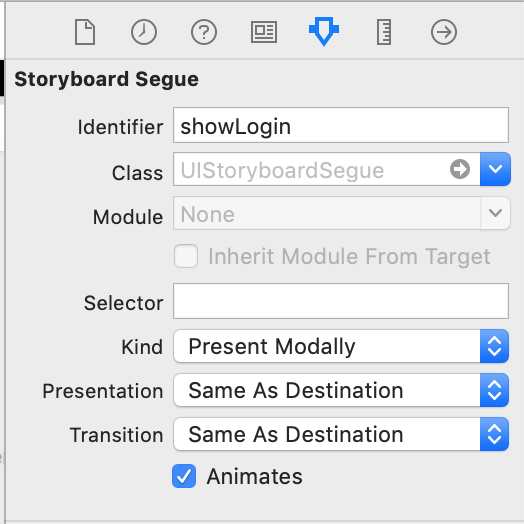 Storyboard Segue
Identifier showLogin
Class UIStoryboardSegue
Module None
Inherit Module From Target
Selector
Kind Present Modally
Presentation Same As Destination
Transition Same As Destination
Animates